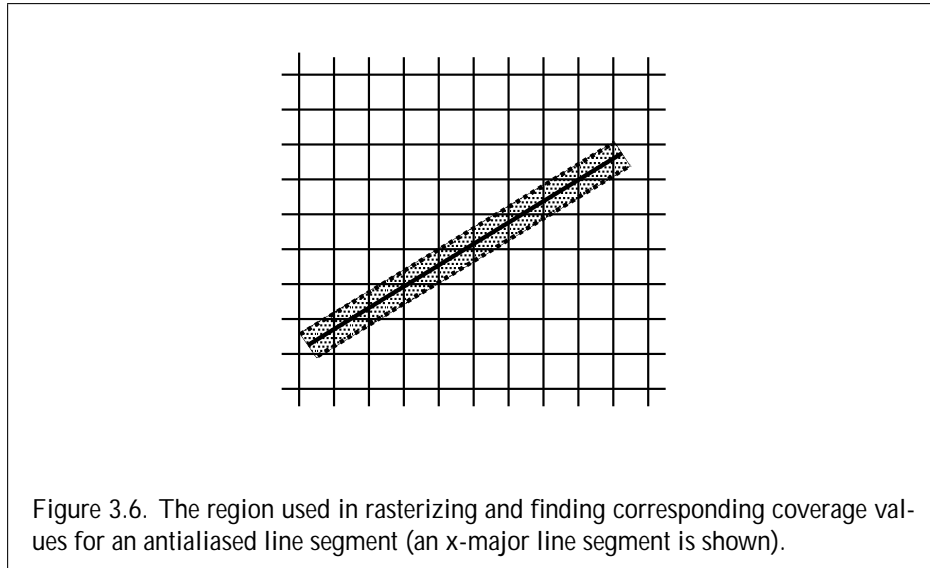 Figure 3.6. The region used in rasterizing and finding corresponding coverage val-
ues for an antialiased line segment (an x-major line segment is shown).